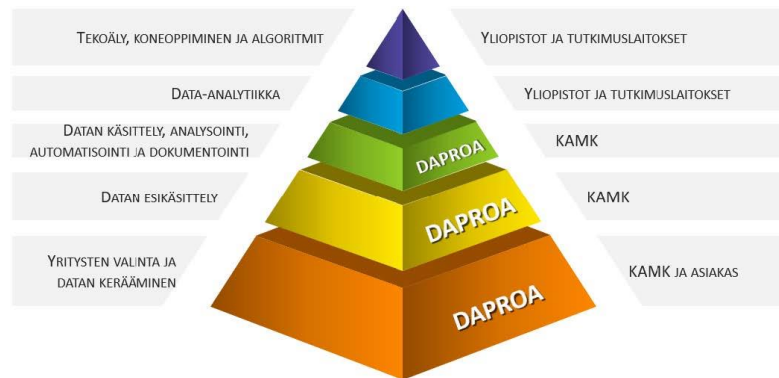 TEKOÄLY, KONEOPPIMINEN JA ALGORITMIT
YLIOPISTOT JA TUTKIMUSLAITOKSET
DATA-ANALYTIIKKA
YLIOPISTOT JA TUTKIMUSLAITOKSET
DATAN KÄSITTELY, ANALYSOINTI,
AUTOMATISOINTI JA DOKUMENTOINTI
DAPROA
KAMK
DATAN ESIKÄSITTELY
DAPROA
KAMK
YRITYSTEN VALINTA JA
DATAN KERÄÄMINEN
DAPROA
KAMK JA ASIAKAS